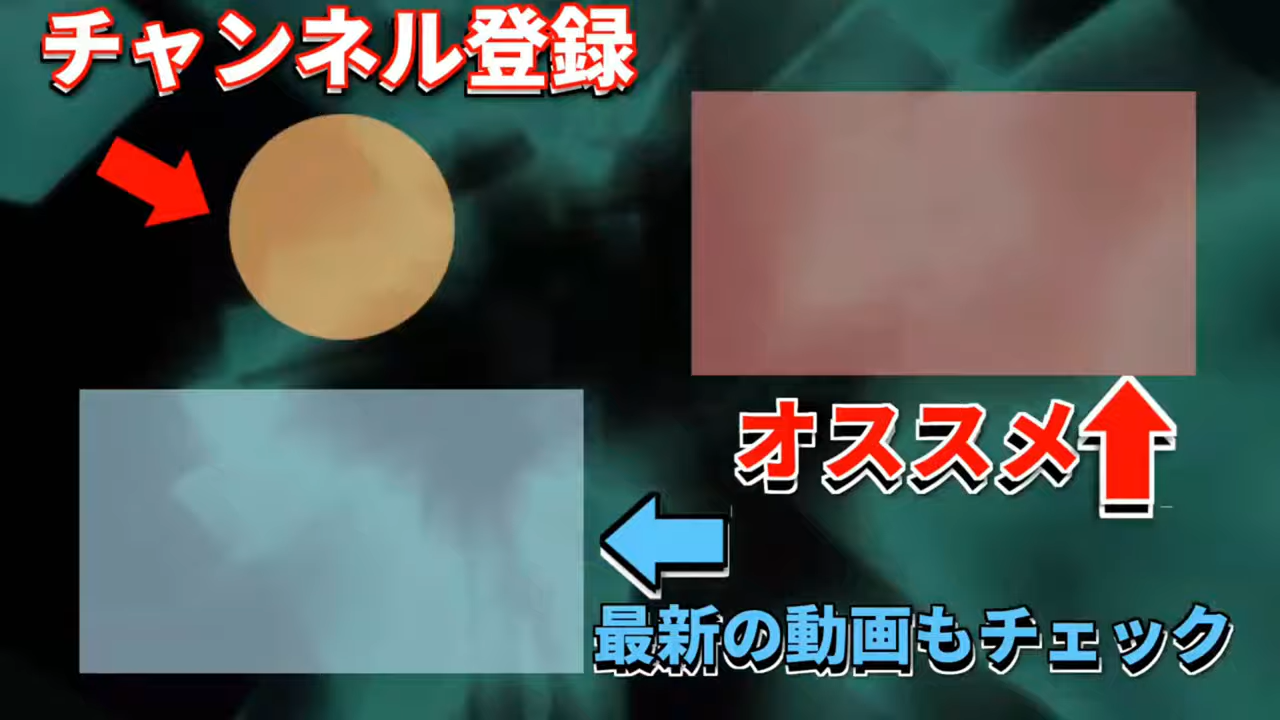 チャンネル登録
オススメ
最新の動画もチェック